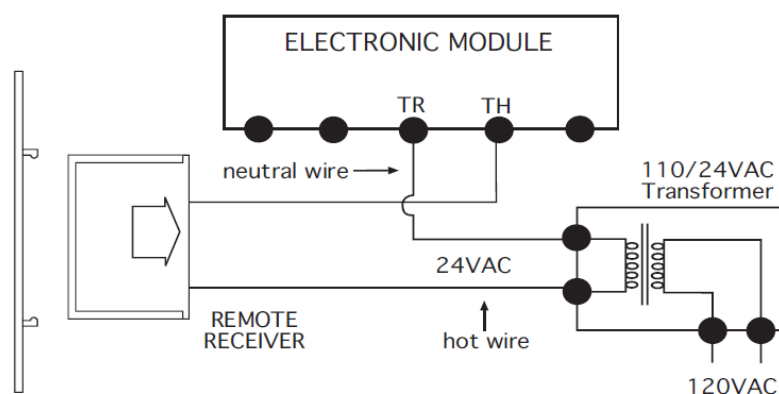 ELECTRONIC MODULE
TR
TH
neutral wire
110/24VAC
Transformer
24VAC
REMOTE
RECEIVER
hot wire
120VAC